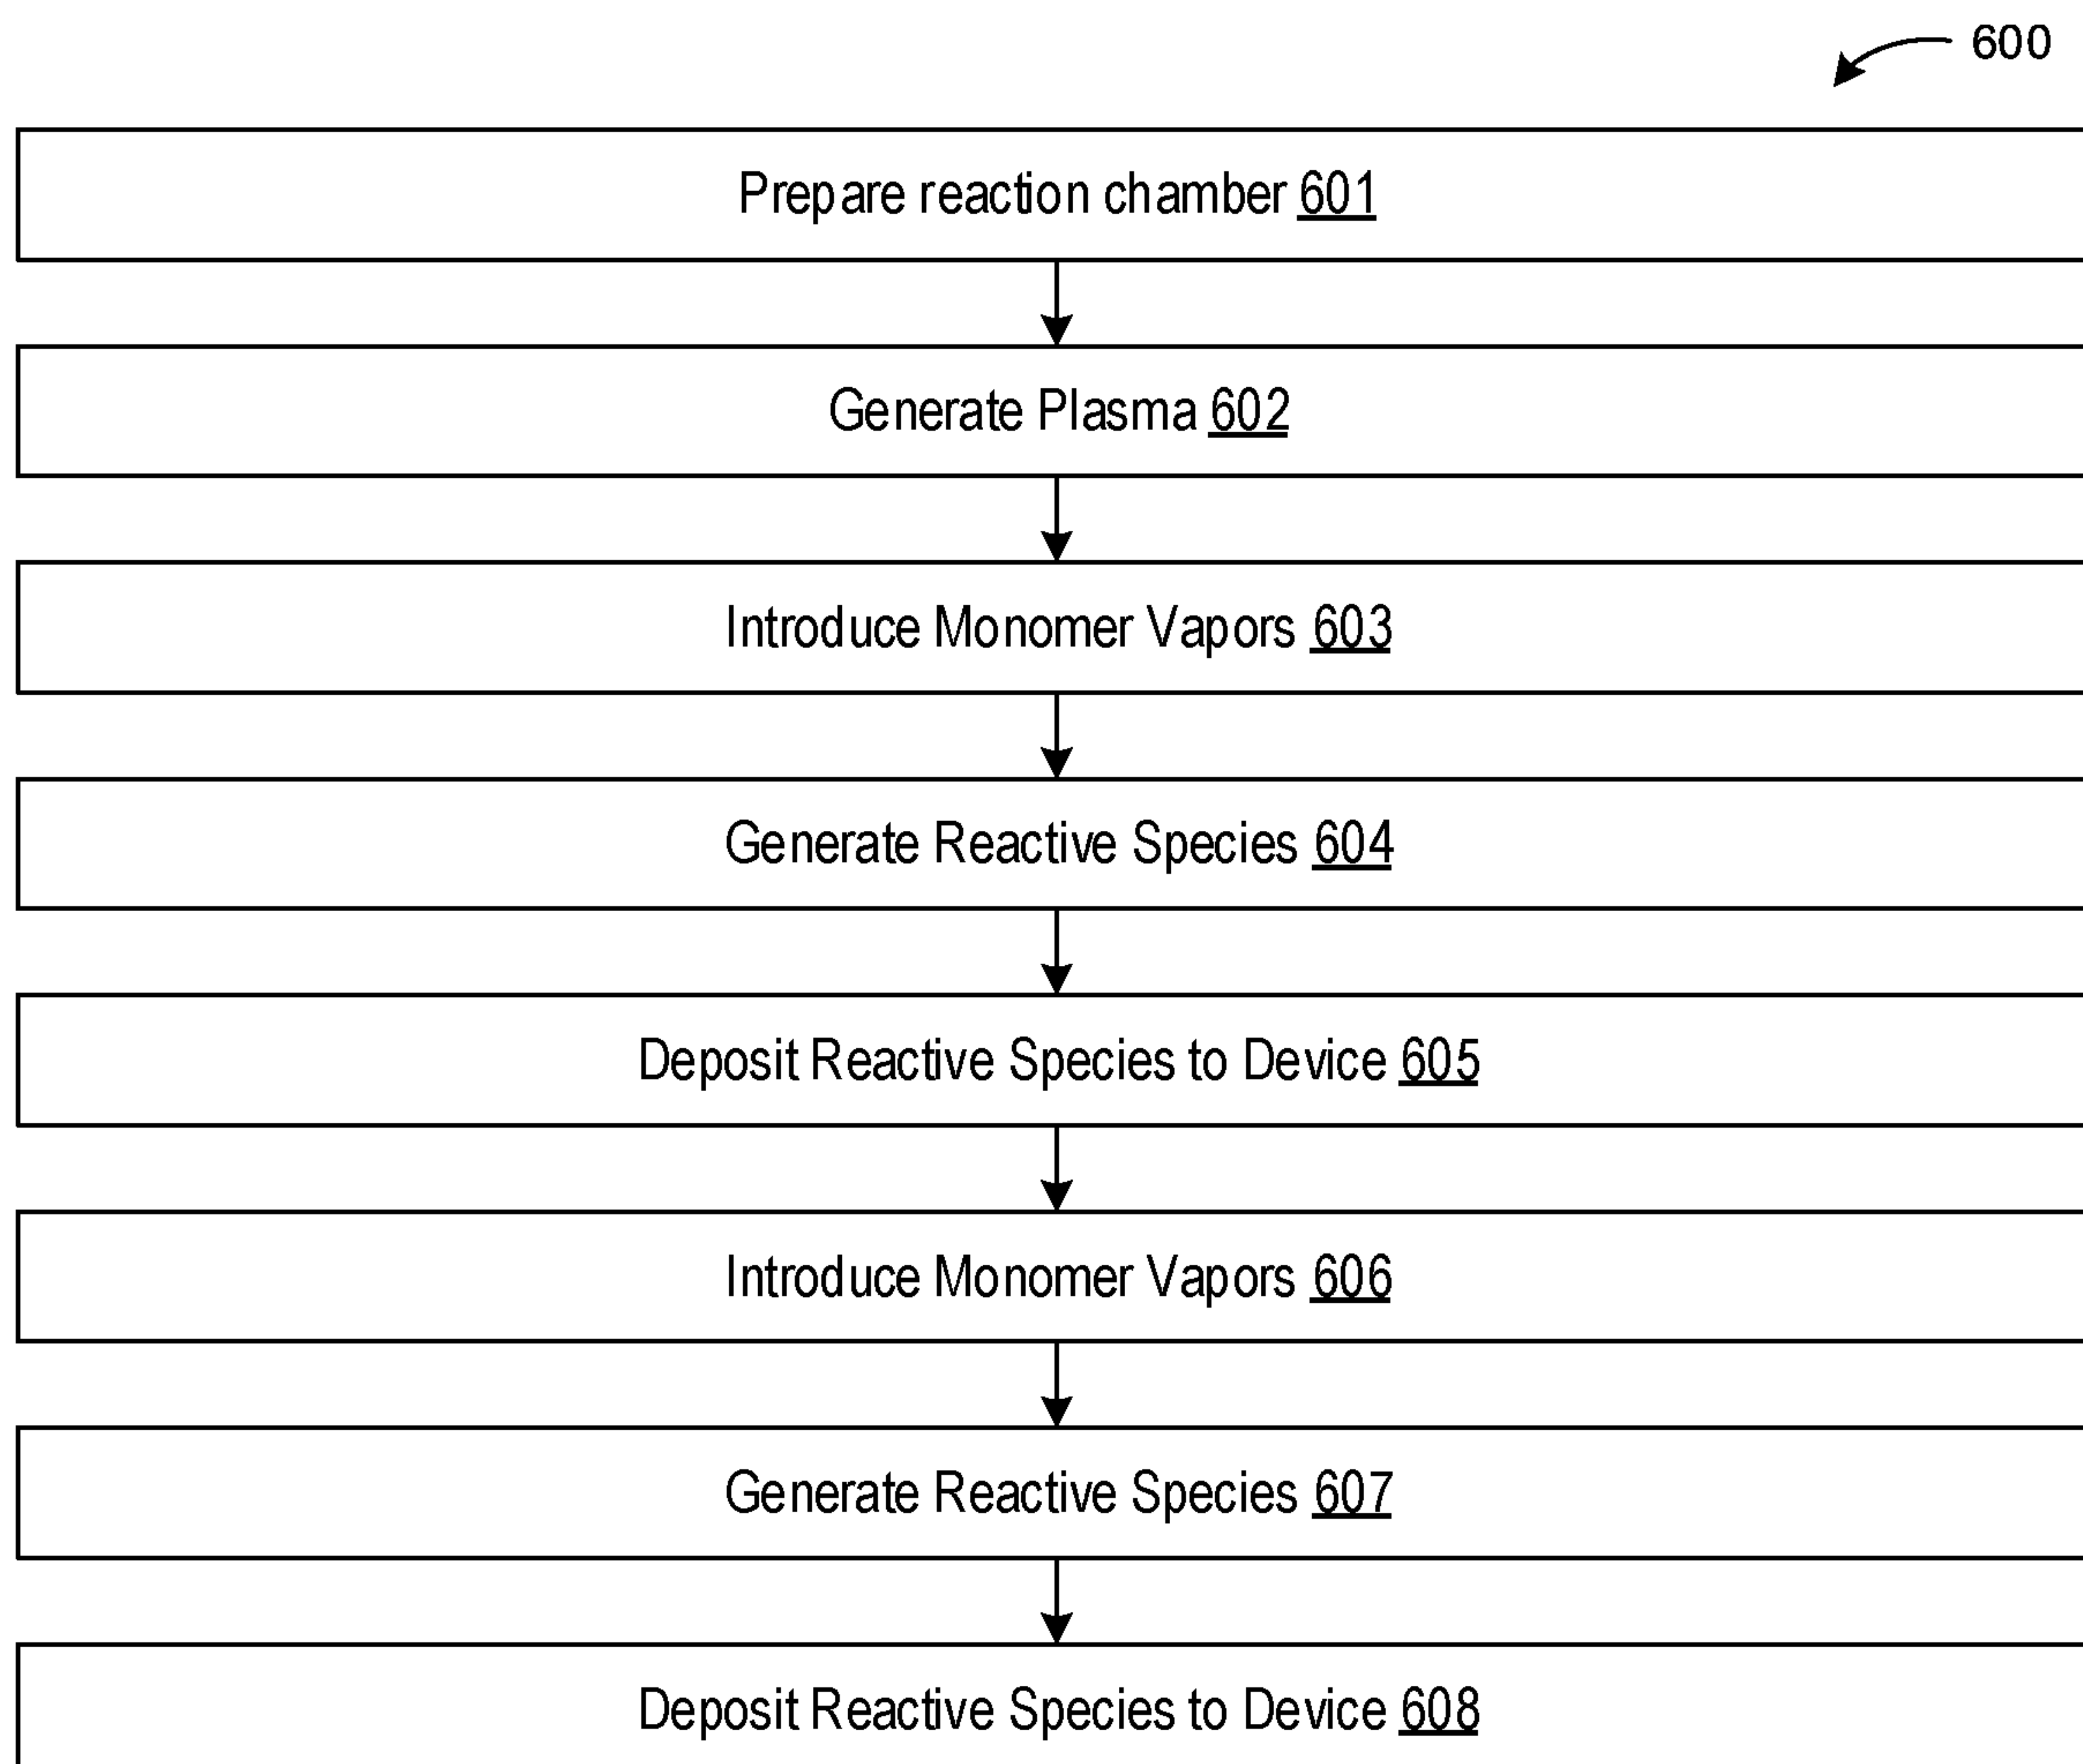 600
Prepare reaction chamber 601
Generate Plasma 602
Introduce Monomer Vapors 603
Generate Reactive Species 604
Deposit Reactive Species to Device 605
Introduce Monomer Vapors 606
Generate Reactive Species 607
Deposit Reactive Species to Device 608